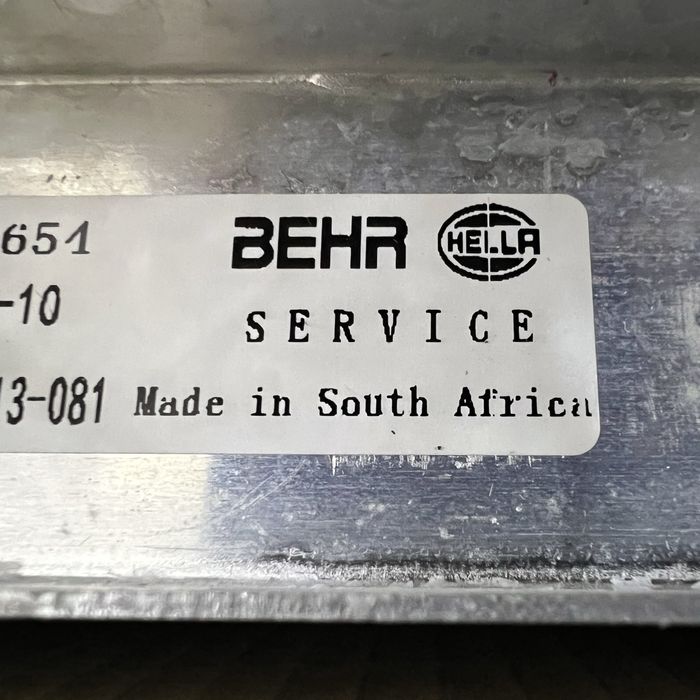 651 BEHR HELLA
-10 SERVICE
13-081 Made in South Africa